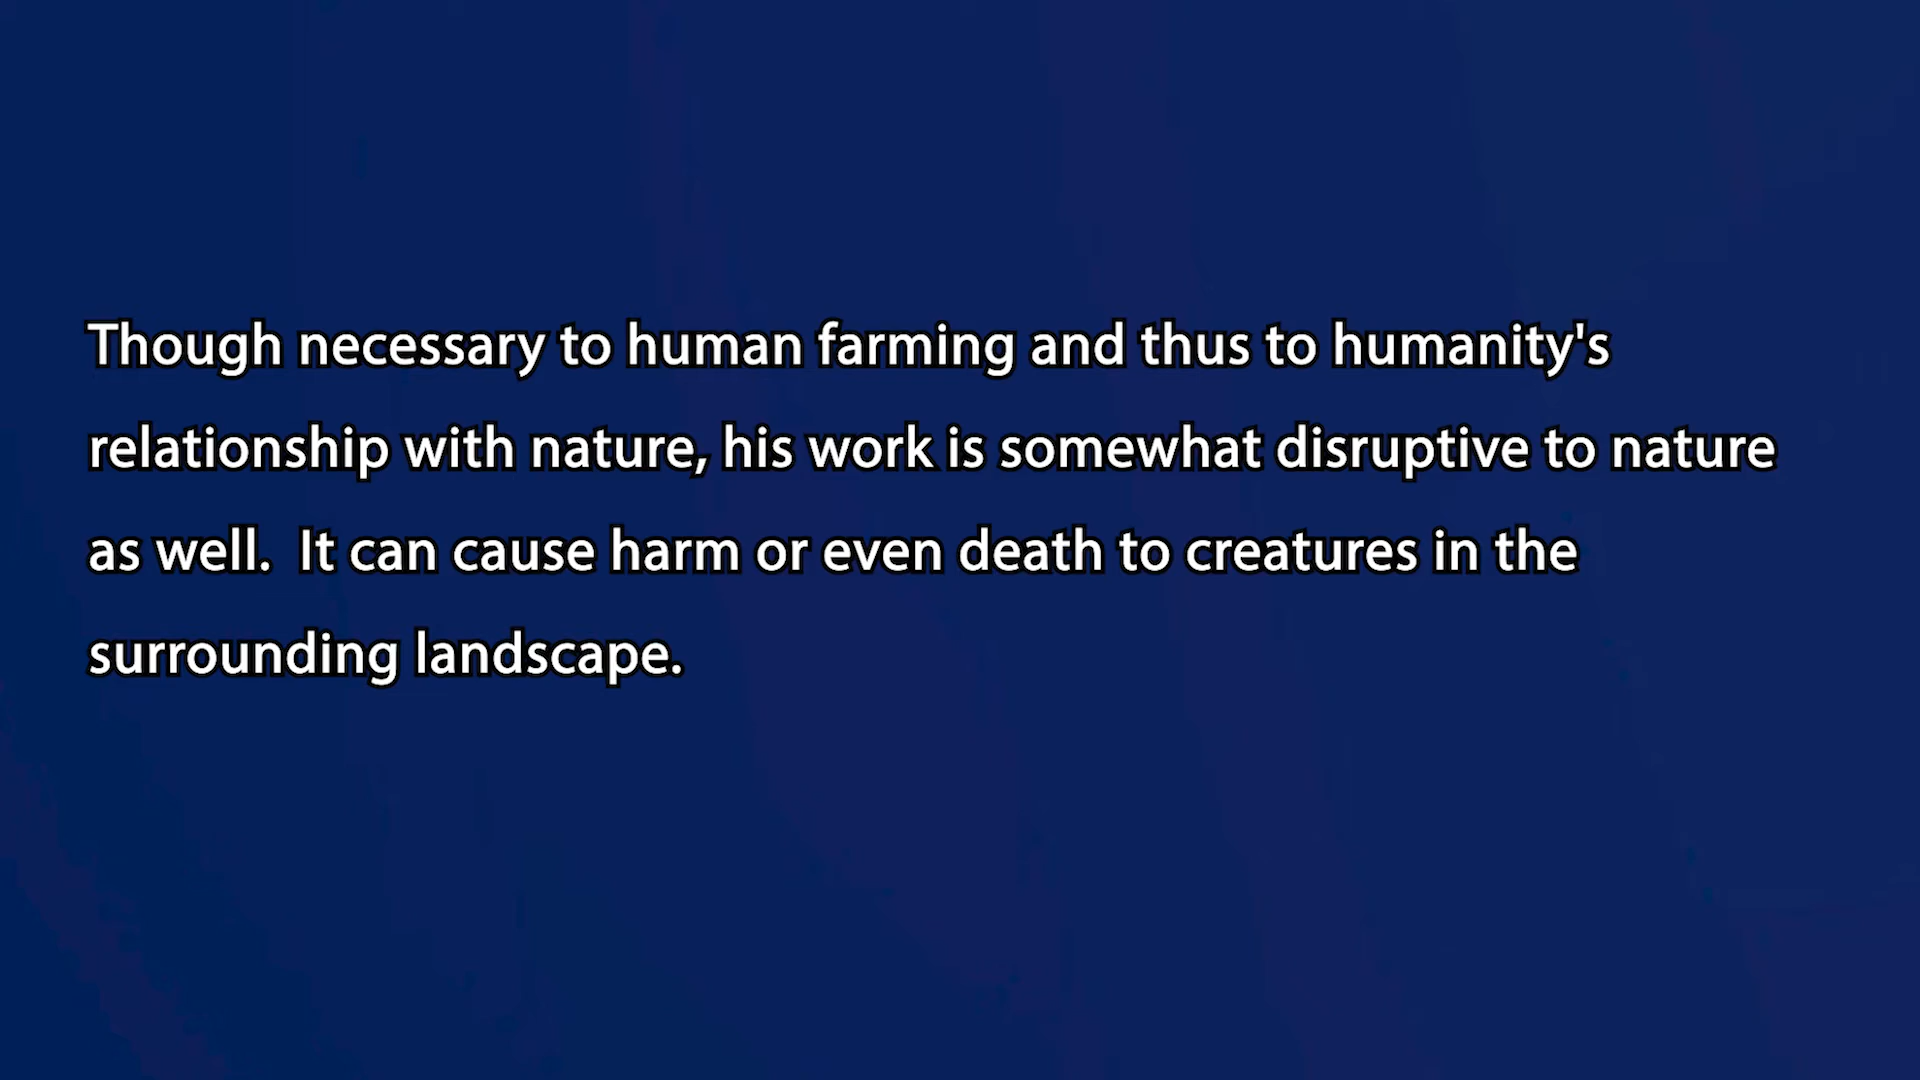 Though necessary to human farming and thus to humanity's
relationship with nature, his work is somewhat disruptive to nature
as well.  It can cause harm or even death to creatures in the
surrounding landscape.